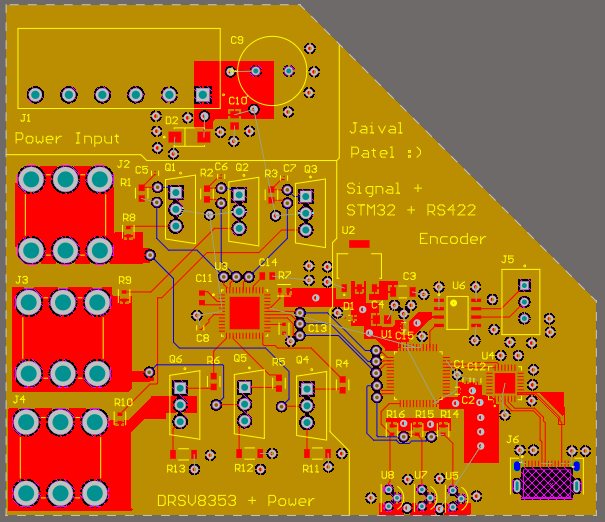 C9
J1
C10
D2
Power Input
Jaival
Patel :)
J2
C5
Q1
C6
Q2
C7
Q3
R1
R2
R3
Signal +
STM32 + RS422
R8
U2
Encoder
U3
C14
J5
J3
R9
C11
R7
C3
U6
C8
C13
D1
C4
U1
C15
Q6
R6
Q5
R5
Q4
R4
C1
C12
U4
J4
R10
C2
R16
R15
R14
J6
R13
R12
R11
U8
U7
U5
DRSV8353 + Power